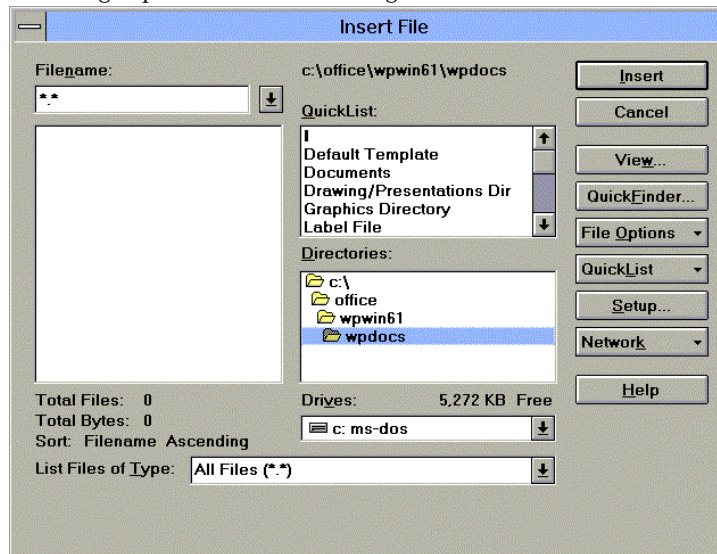 Insert File
Filename:
*.*
c:\office\wpwin61\wpdocs
QuickList:
I
Default Template
Documents
Drawing/Presentations Dir
Graphics Directory
Label File
Directories:
c:\
office
wpwin61
wpdocs
Total Files: 0
Total Bytes: 0
Sort: Filename Ascending
Drives: 5,272 KB Free
c: ms-dos
List Files of Type: All Files (*.*)
Insert
Cancel
View...
QuickFinder...
File Options
QuickList
Setup...
Network
Help